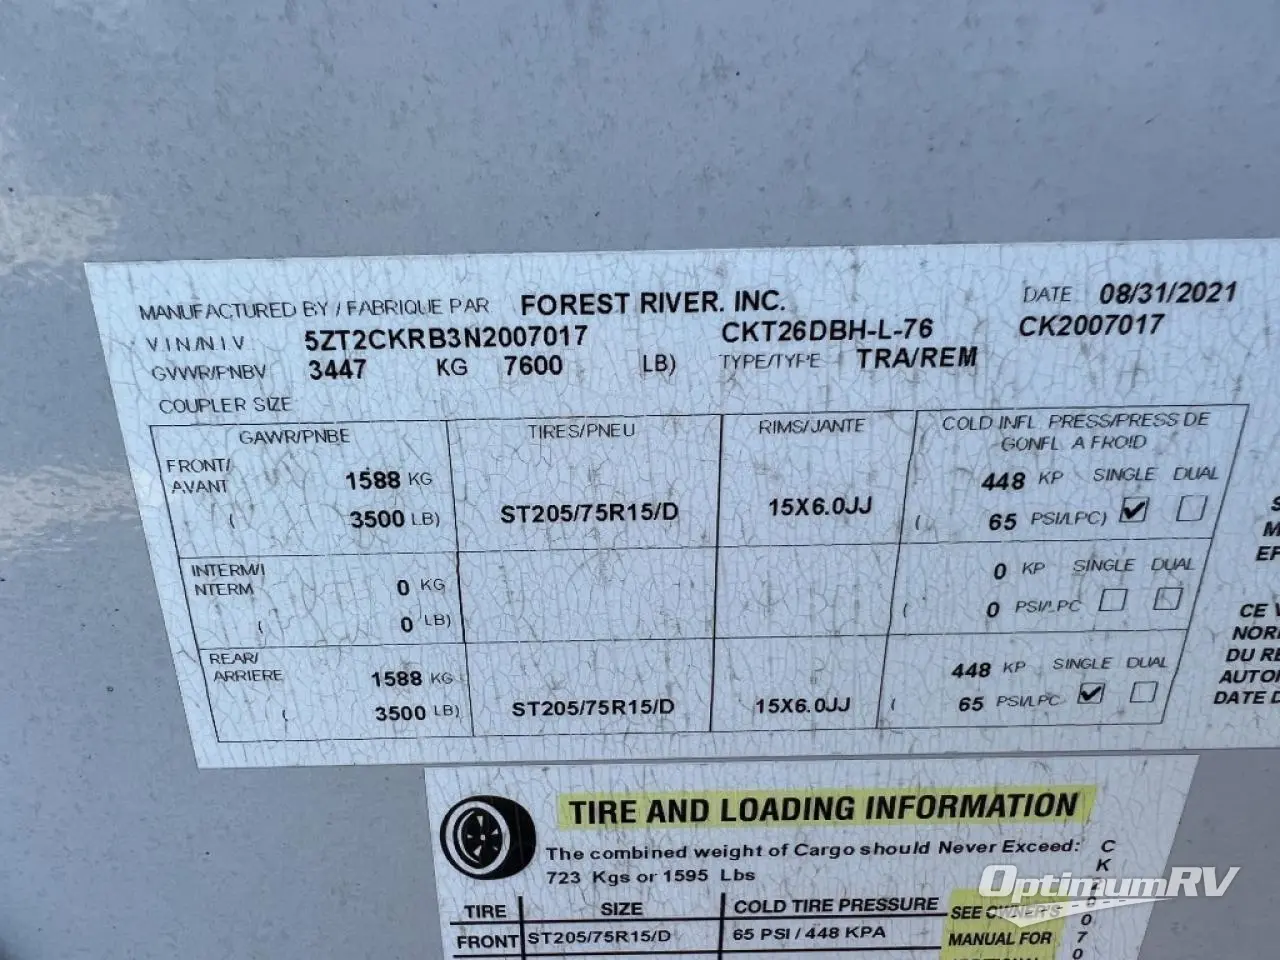 MANUFACTURED BY / FABRIQUE PAR FOREST RIVER. INC. DATE 08/31/2021
V I N/N I V 5ZT2CKRB3N2007017 CKT26DBH-L-76 CK2007017
GVWR/PNBV 3447 KG 7600 LB) TYPE/TYPE TRA/REM
COUPLER SIZE
GAWR/PNBE TIRES/PNEU RIMS/JANTE COLD INFL PRESS/PRESS DE
GONFL A FROID
FRONT/
AVANT 1588 KG 448 KP SINGLE DUAL
( 3500 LB) ST205/75R15/D 15X6.0JJ ( 65 PSI/LPC)
INTERM/I
NTERM 0 KG 0 KP SINGLE DUAL
( 0 LB) ( 0 PSI/LPC
REAR/
ARRIERE 1588 KG 448 KP SINGLE DUAL
( 3500 LB) ST205/75R15/D 15X6.0JJ ( 65 PSI/LPC
S
M
EF
CE V
NOR
DU RE
AUTO
DATE D
TIRE AND LOADING INFORMATION
The combined weight of Cargo should Never Exceed:
723 Kgs or 1595 Lbs
TIRE SIZE COLD TIRE PRESSURE SEE OWNER'S
FRONT ST205/75R15/D 65 PSI / 448 KPA MANUAL FOR
OptimumRV